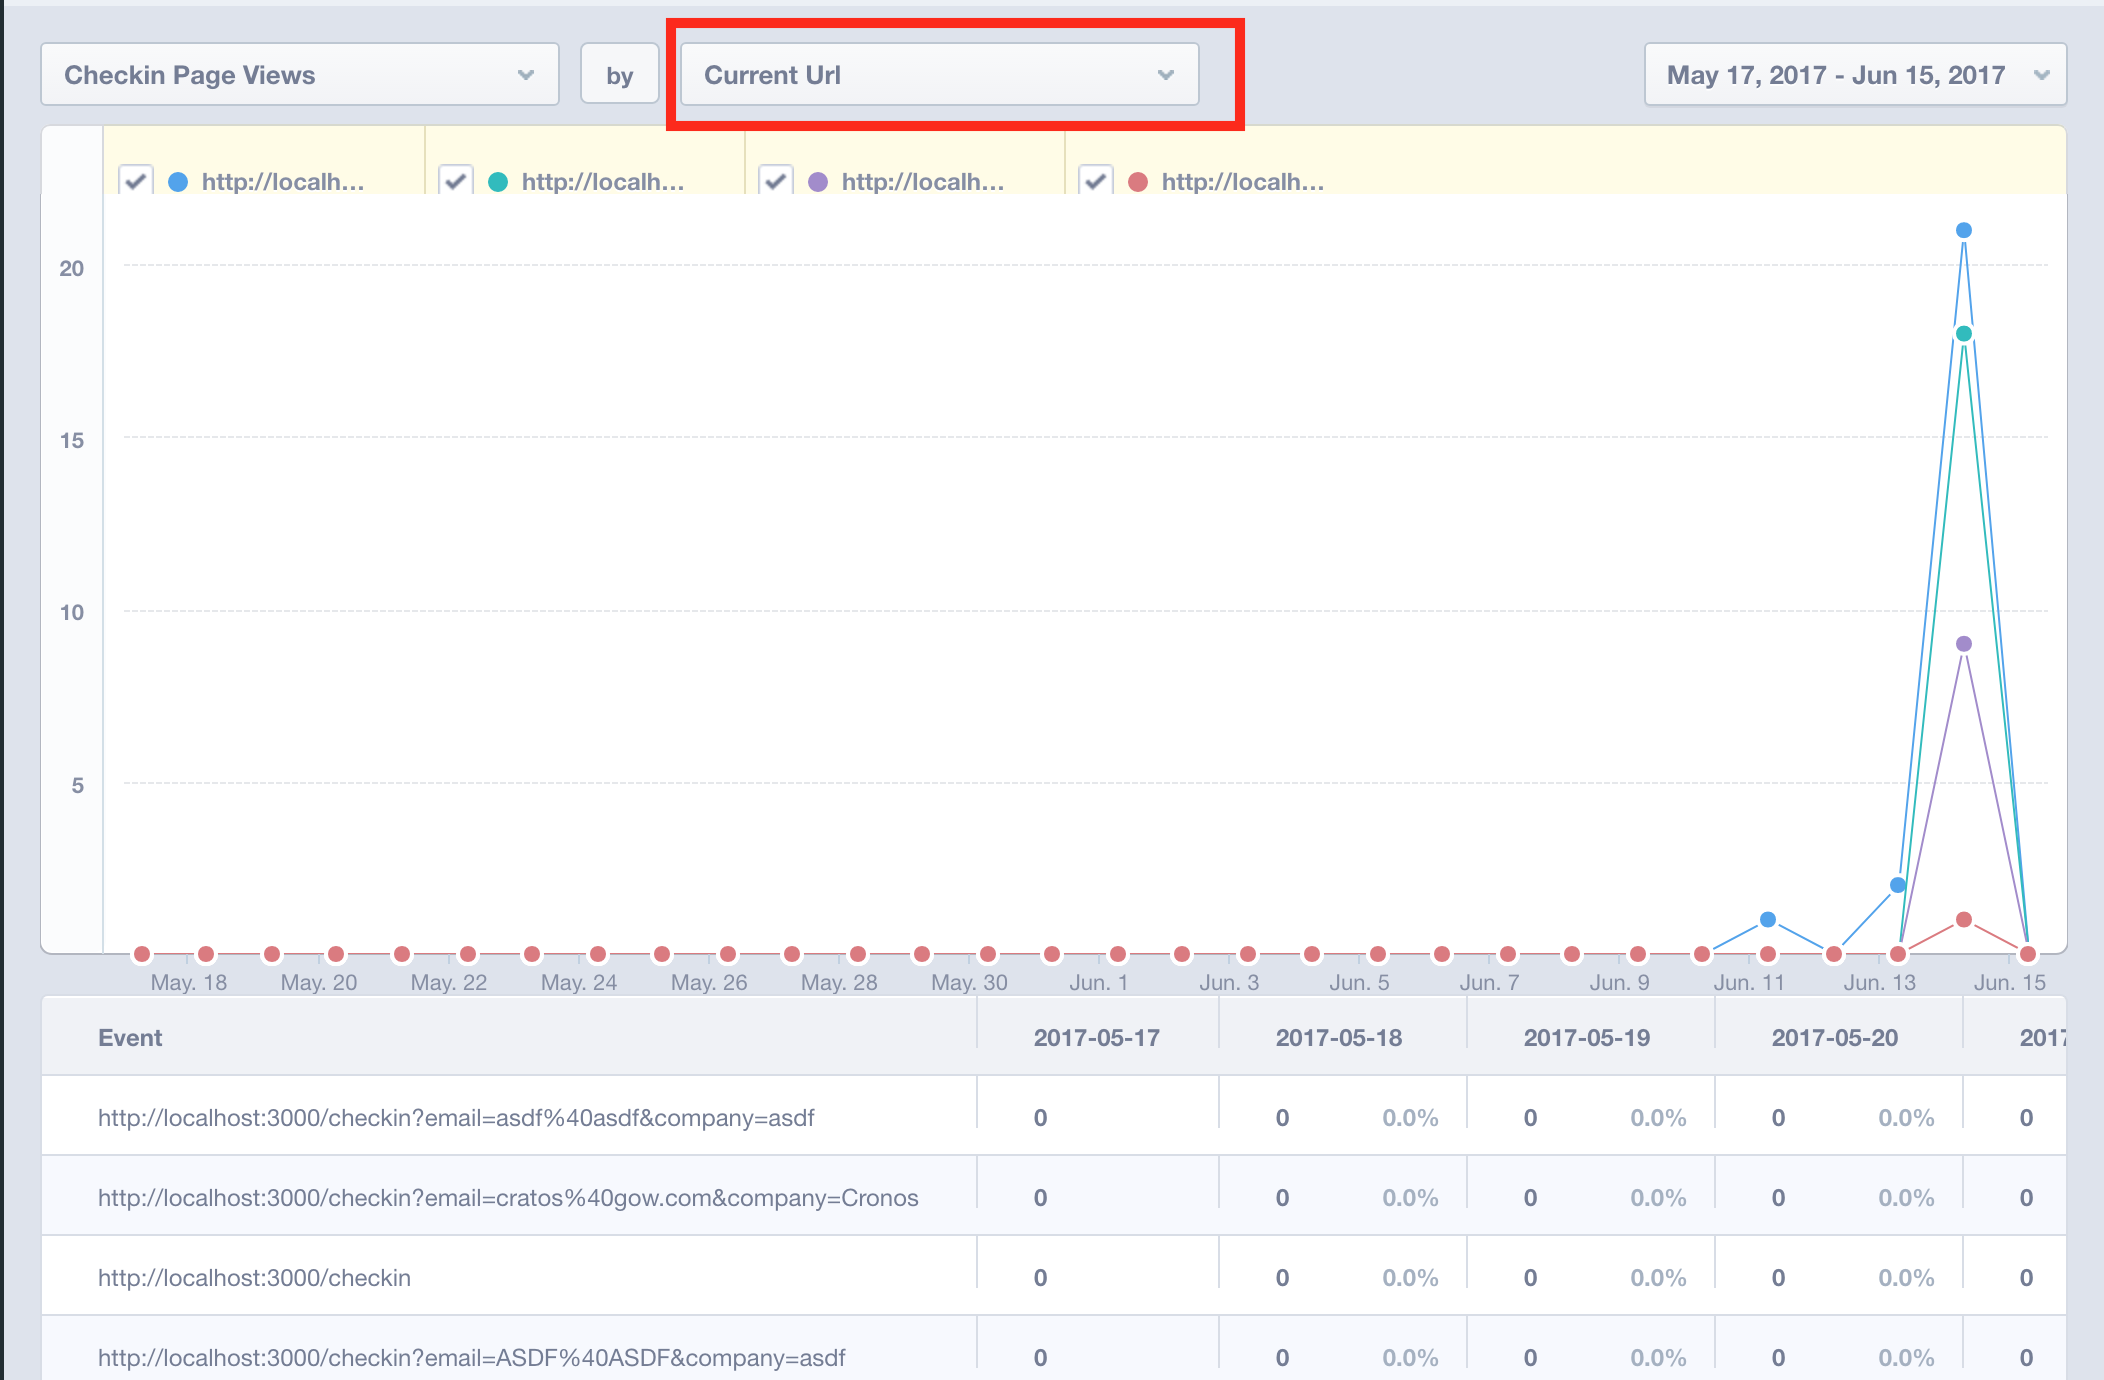 Checkin Page Views by Current Url May 17, 2017 - Jun 15, 2017
http://localh... http://localh... http://localh... http://localh...
20
15
10
5
May. 18 May. 20 May. 22 May. 24 May. 26 May. 28 May. 30 Jun. 1 Jun. 3 Jun. 5 Jun. 7 Jun. 9 Jun. 11 Jun. 13 Jun. 15
Event 2017-05-17 2017-05-18 2017-05-19 2017-05-20 2017
http://localhost:3000/checkin?email=asdf%40asdf&company=asdf 0 0 0.0% 0 0.0% 0 0.0% 0
http://localhost:3000/checkin?email=cratos%40gow.com&company=Cronos 0 0 0.0% 0 0.0% 0 0.0% 0
http://localhost:3000/checkin 0 0 0.0% 0 0.0% 0 0.0% 0
http://localhost:3000/checkin?email=ASDF%40ASDF&company=asdf 0 0 0.0% 0 0.0% 0 0.0% 0